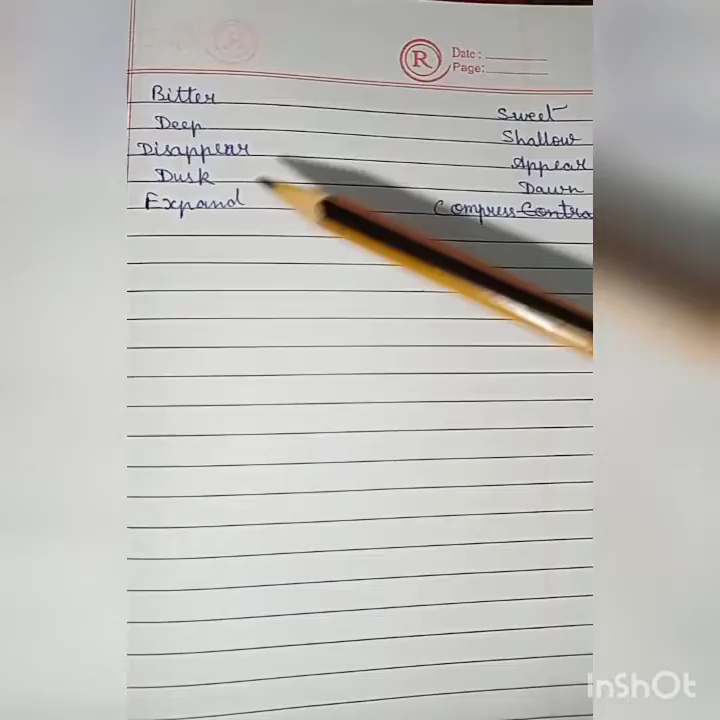 R Date:
Page:
Bitter Sweet
Deep Shallow
Disappear Appear
Dusk Dawn
Expand Compress-Contra
InShOt